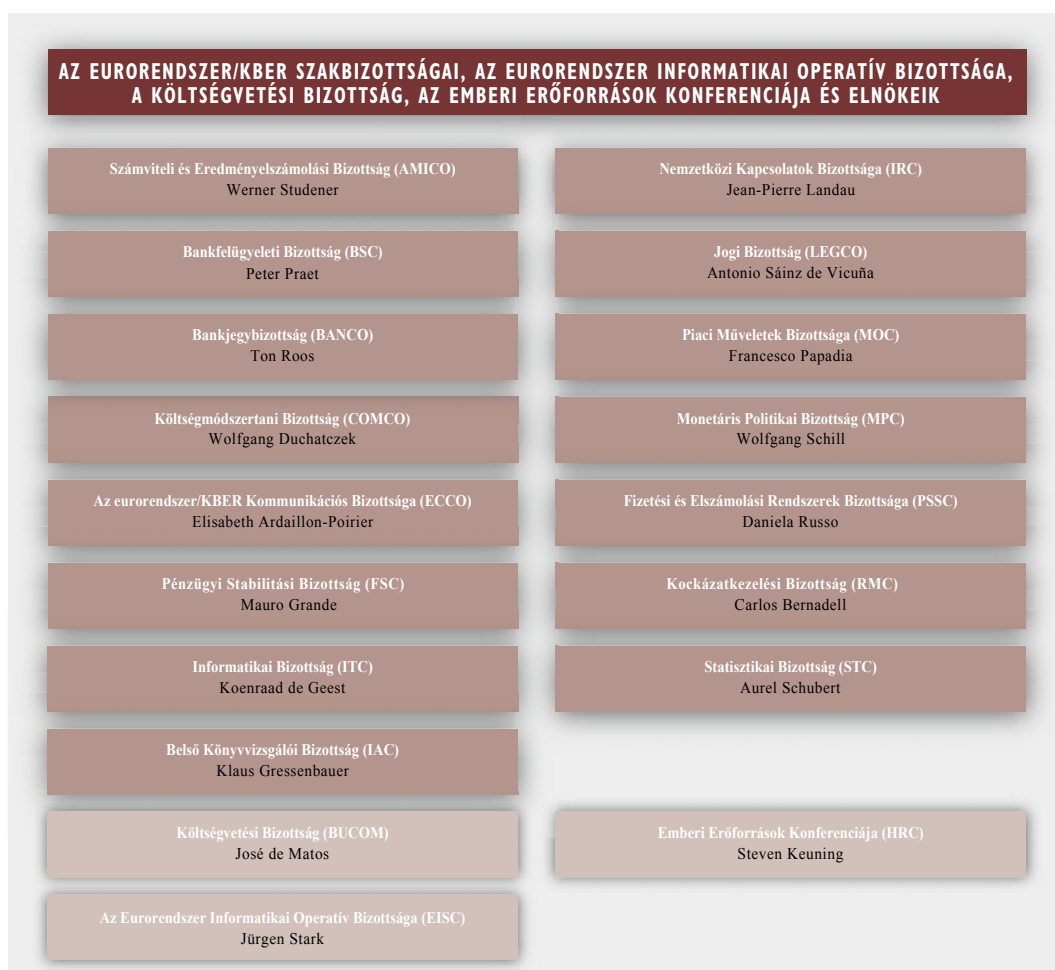 AZ EURORENDSZER/KBER SZAKBIZOTTSÁGAI, AZ EURORENDSZER INFORMATIKAI OPERATÍV BIZOTTSÁGA,
A KÖLTSÉGVETÉSI BIZOTTSÁG, AZ EMBERI ERŐFORRÁSOK KONFERENCIÁJA ÉS ELNÖKEIK
Számviteli és Eredményelszámolási Bizottság (AMICO)
Werner Studener
Bankfelügyeleti Bizottság (BSC)
Peter Praet
Bankjegybizottság (BANCO)
Ton Roos
Költségmódszertani Bizottság (COMCO)
Wolfgang Duchatczek
Az eurorendszer/KBER Kommunikációs Bizottsága (ECCO)
Elisabeth Ardaillon-Poirier
Pénzügyi Stabilitási Bizottság (FSC)
Mauro Grande
Informatikai Bizottság (ITC)
Koenraad de Geest
Belső Könyvvizsgálói Bizottság (IAC)
Klaus Gressenbauer
Költségvetési Bizottság (BUCOM)
José de Matos
Az Eurorendszer Informatikai Operatív Bizottsága (EISC)
Jürgen Stark
Nemzetközi Kapcsolatok Bizottsága (IRC)
Jean-Pierre Landau
Jogi Bizottság (LEGCO)
Antonio Sáinz de Vicuña
Piaci Műveletek Bizottsága (MOC)
Francesco Papadia
Monetáris Politikai Bizottság (MPC)
Wolfgang Schill
Fizetési és Elszámolási Rendszerek Bizottsága (PSSC)
Daniela Russo
Kockázatkezelési Bizottság (RMC)
Carlos Bernadell
Statisztikai Bizottság (STC)
Aurel Schubert
Emberi Erőforrások Konferenciája (HRC)
Steven Keuning